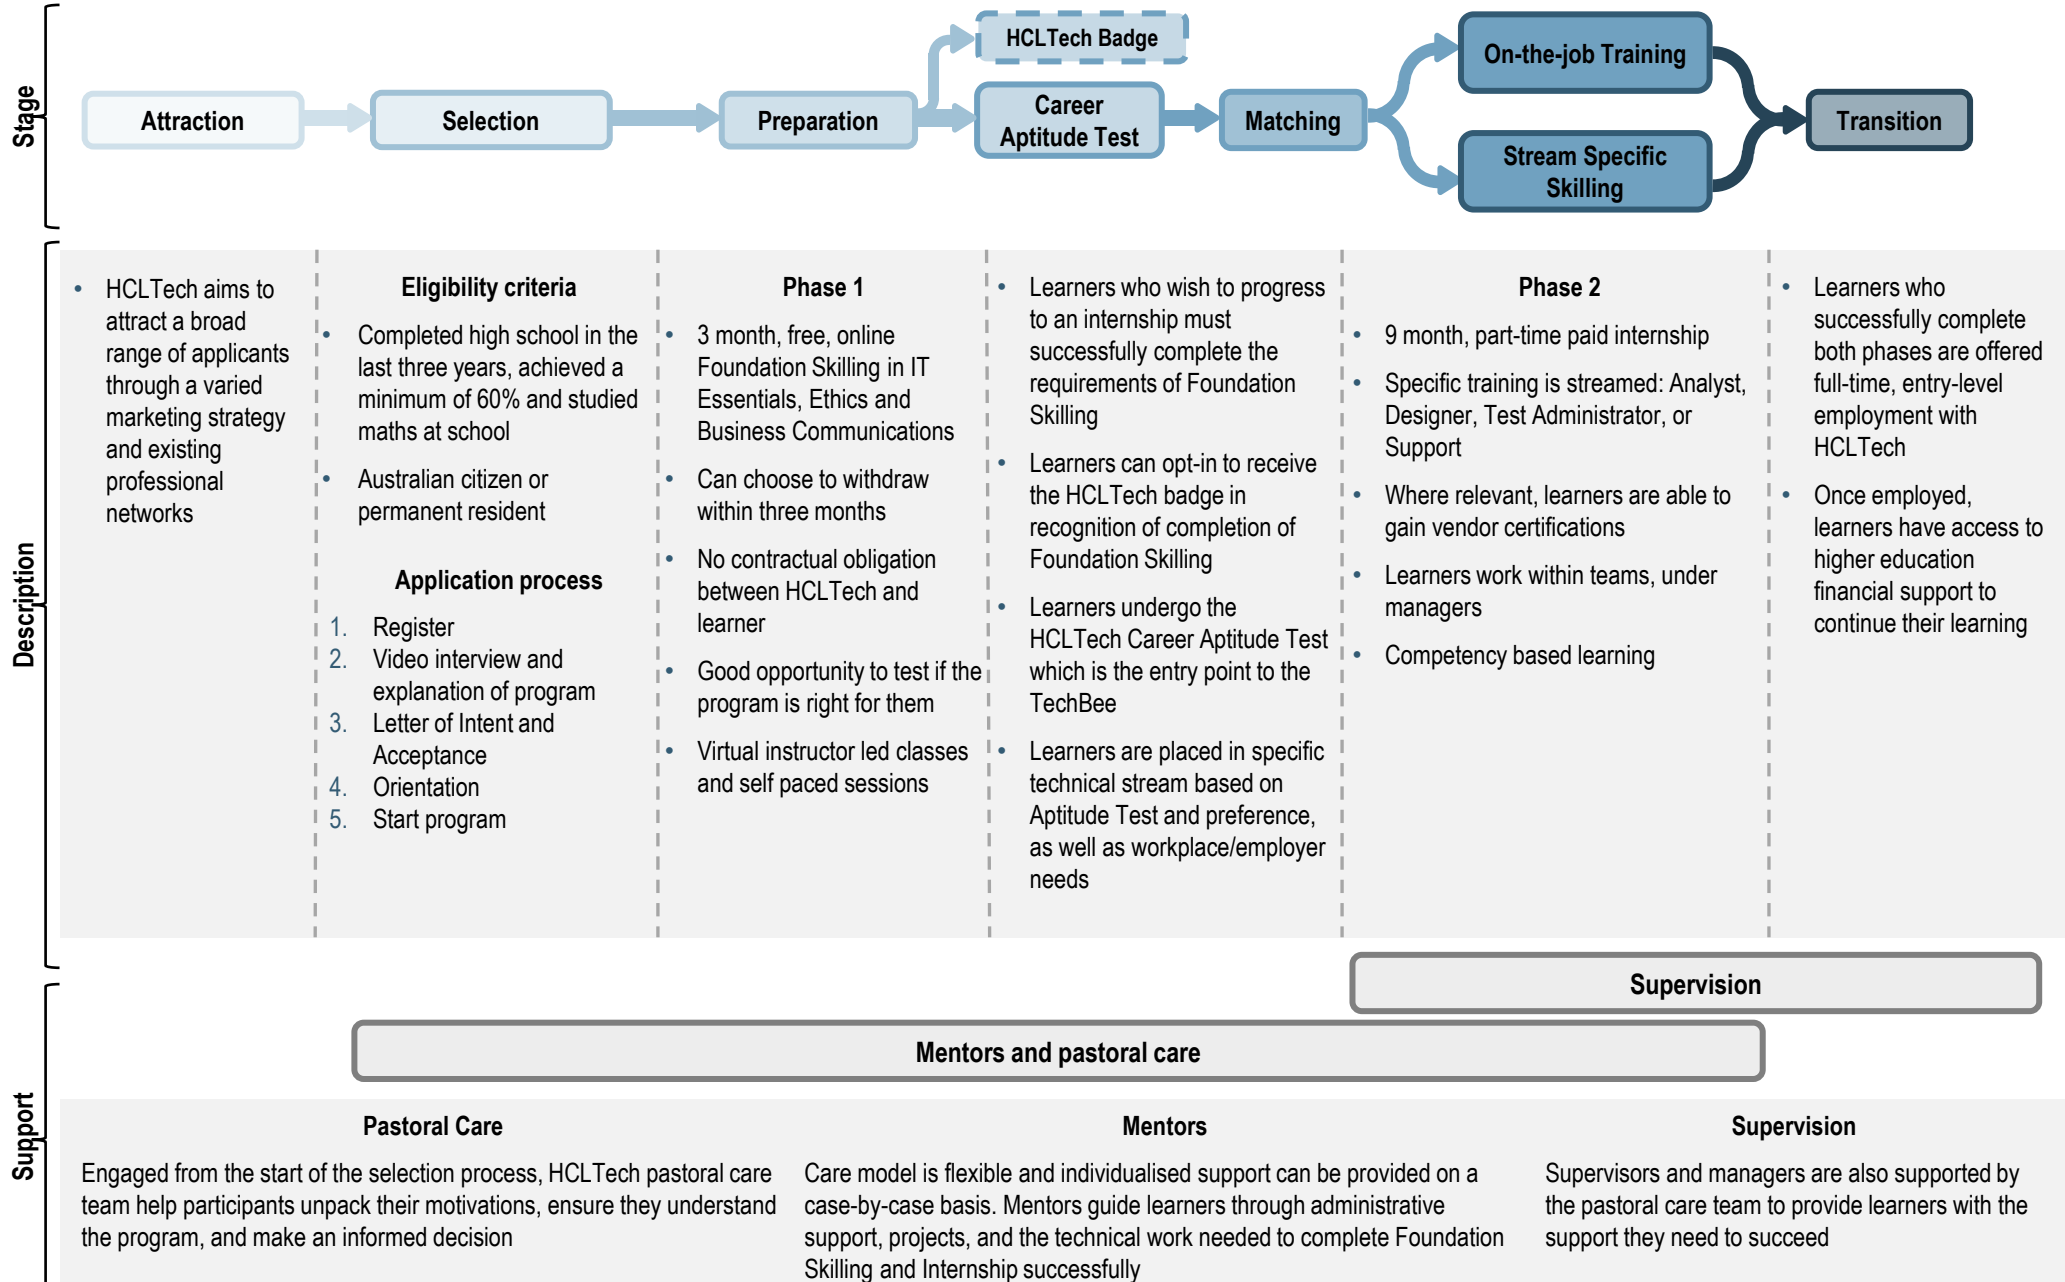 Stage
HCLTech Badge
On-the-job Training
Attraction
Selection
Preparation
Career
Aptitude Test
Matching
Stream Specific
Skilling
Transition
Description
• HCLTech aims to
attract a broad
range of applicants
through a varied
marketing strategy
and existing
professional
networks
Eligibility criteria
• Completed high school in the
last three years, achieved a
minimum of 60% and studied
maths at school
• Australian citizen or
permanent resident
Application process
1. Register
2. Video interview and
explanation of program
3. Letter of Intent and
Acceptance
4. Orientation
5. Start program
Phase 1
• 3 month, free, online
Foundation Skilling in IT
Essentials, Ethics and
Business Communications
• Can choose to withdraw
within three months
• No contractual obligation
between HCLTech and
learner
• Good opportunity to test if the
program is right for them
• Virtual instructor led classes
and self paced sessions
• Learners who wish to progress
to an internship must
successfully complete the
requirements of Foundation
Skilling
• Learners can opt-in to receive
the HCLTech badge in
recognition of completion of
Foundation Skilling
• Learners undergo the
HCLTech Career Aptitude Test
which is the entry point to the
TechBee
• Learners are placed in specific
technical stream based on
Aptitude Test and preference,
as well as workplace/employer
needs
Phase 2
• 9 month, part-time paid internship
• Specific training is streamed: Analyst,
Designer, Test Administrator, or
Support
• Where relevant, learners are able to
gain vendor certifications
• Learners work within teams, under
managers
• Competency based learning
• Learners who
successfully complete
both phases are offered
full-time, entry-level
employment with
HCLTech
• Once employed,
learners have access to
higher education
financial support to
continue their learning
Support
Supervision
Mentors and pastoral care
Pastoral Care
Engaged from the start of the selection process, HCLTech pastoral care
team help participants unpack their motivations, ensure they understand
the program, and make an informed decision
Mentors
Care model is flexible and individualised support can be provided on a
case-by-case basis. Mentors guide learners through administrative
support, projects, and the technical work needed to complete Foundation
Skilling and Internship successfully
Supervision
Supervisors and managers are also supported by
the pastoral care team to provide learners with the
support they need to succeed